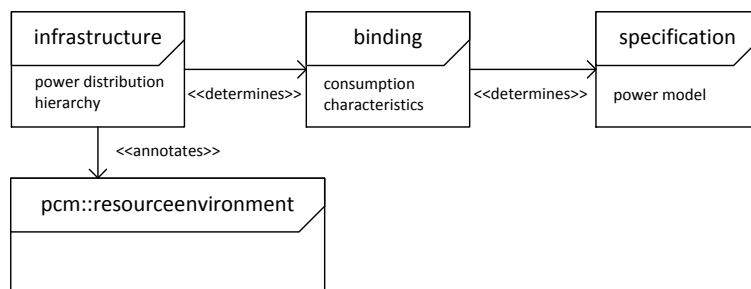 infrastructure
power distribution
hierarchy
<<determines>>
binding
consumption
characteristics
<<determines>>
specification
power model
<<annotates>>
pcm::resourceenvironment